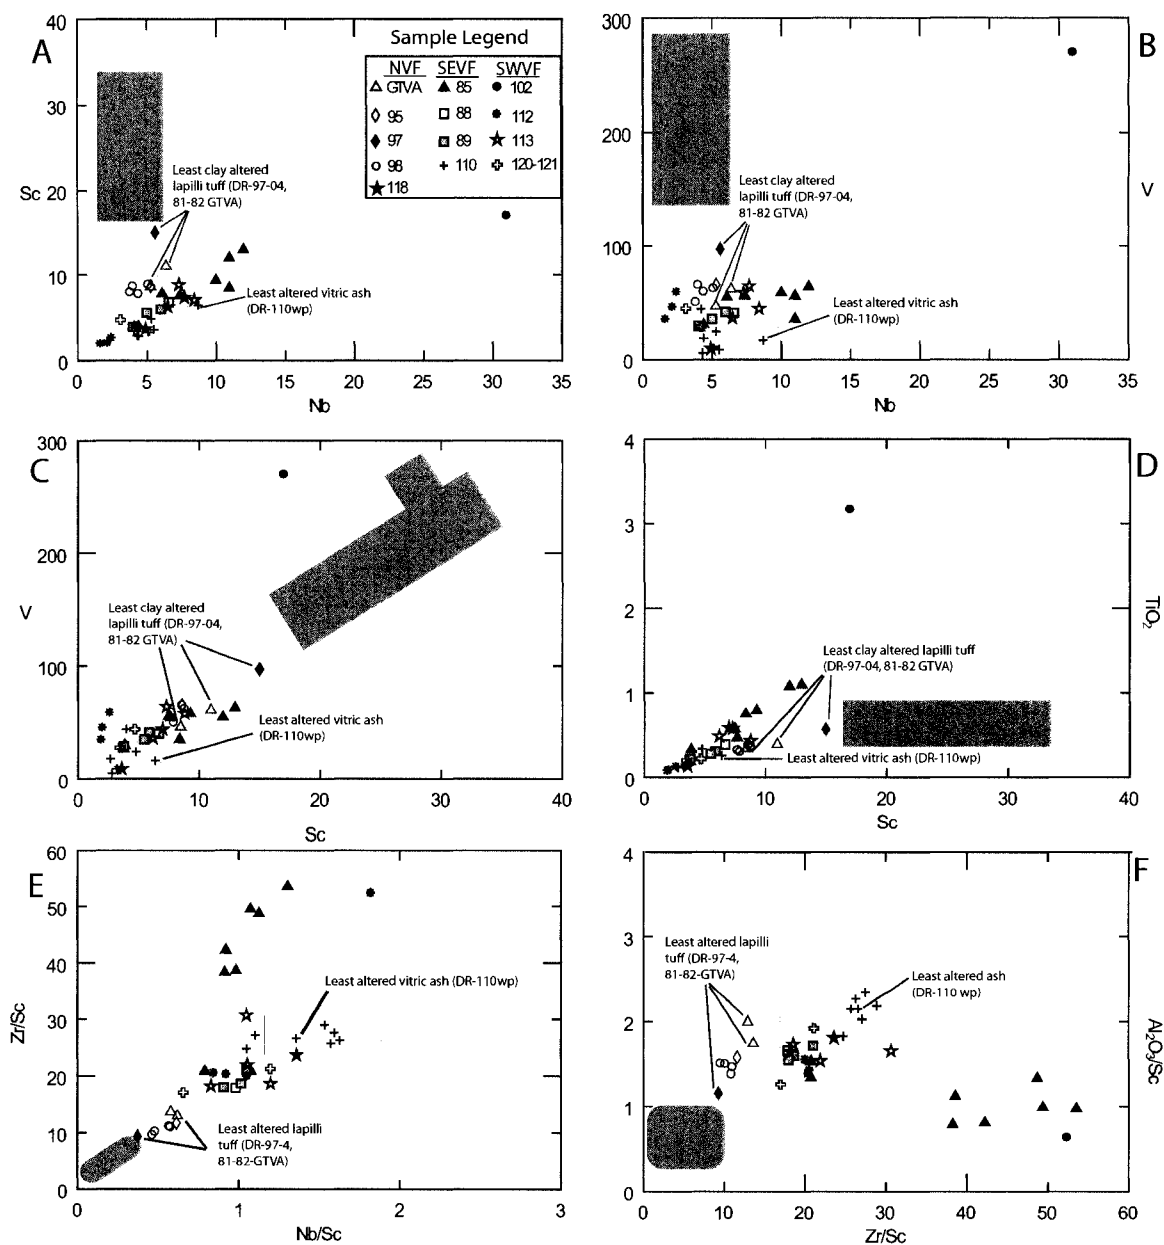 A
40
30
Sc
20
10
0
0 5 10 15 20 25 30 35
Nb
Sample Legend
NVF SEVF SWVF
GTVA 85 102
95 88 112
97 89 113
98 110 120-121
118
Least clay altered
lapilli tuff (DR-97-04,
81-82 GTVA)
Least altered vitric ash
(DR-110wp)
B
300
200
V
100
0
0 5 10 15 20 25 30 35
Nb
Least clay altered
lapilli tuff (DR-97-04,
81-82 GTVA)
Least altered vitric ash
(DR-110wp)
C
300
200
V
100
0
0 10 20 30 40
Sc
Least clay altered
lapilli tuff (DR-97-04,
81-82 GTVA)
Least altered vitric ash
(DR-110wp)
D
4
3
2
1
0
TiO2
0 10 20 30 40
Sc
Least clay altered lapilli tuff
(DR-97-04, 81-82 GTVA)
Least altered vitric ash (DR-110wp)
E
60
50
40
30
20
10
0
Zr/Sc
0 1 2 3
Nb/Sc
Least altered vitric ash (DR-110wp)
Least altered lapilli
tuff (DR-97-4,
81-82-GTVA)
F
4
3
2
1
0
Al2O3/Sc
0 10 20 30 40 50 60
Zr/Sc
Least altered lapilli
tuff (DR-97-4,
81-82-GTVA)
Least altered ash
(DR-110 wp)